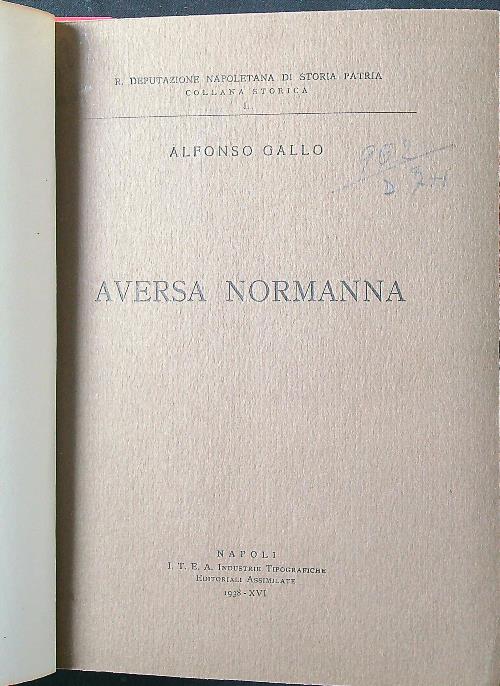 R. DEPUTAZIONE NAPOLETANA DI STORIA PATRIA
COLLANA STORICA
I.
ALFONSO GALLO
AVERSA NORMANNA
NAPOLI
I. T. E. A. INDUSTRIE TIPOGRAFICHE
EDITORIALI ASSIMILATE
1938 - XVI